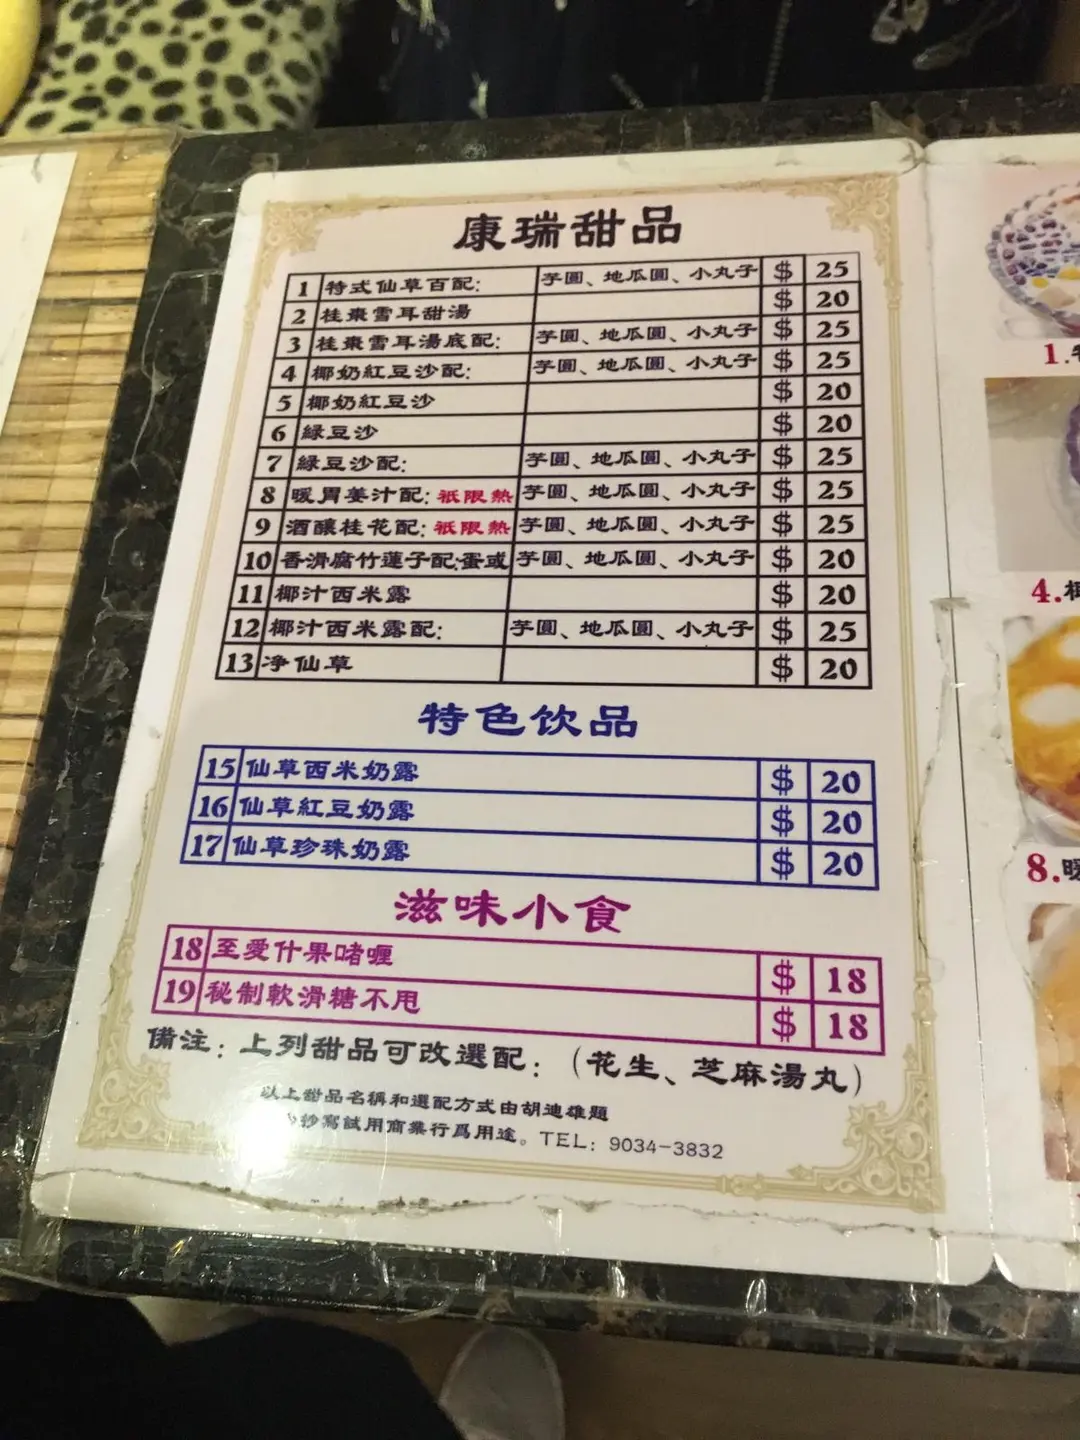 康瑞甜品
1 特式仙草百配: 芋圓、地瓜圓、小丸子 $ 25
2 桂棗雪耳甜湯 $ 20
3 桂棗雪耳湯底配: 芋圓、地瓜圓、小丸子 $ 25
4 椰奶紅豆沙配: 芋圓、地瓜圓、小丸子 $ 25
5 椰奶紅豆沙 $ 20
6 綠豆沙 $ 20
7 綠豆沙配: 芋圓、地瓜圓、小丸子 $ 25
8 暖胃姜汁配: 祇限熱 芋圓、地瓜圓、小丸子 $ 25
9 酒釀桂花配: 祇限熱 芋圓、地瓜圓、小丸子 $ 25
10 香滑腐竹蓮子配:蛋或 芋圓、地瓜圓、小丸子 $ 20
11 椰汁西米露 $ 20
12 椰汁西米露配: 芋圓、地瓜圓、小丸子 $ 25
13 净仙草 $ 20
特色饮品
15 仙草西米奶露 $ 20
16 仙草紅豆奶露 $ 20
17 仙草珍珠奶露 $ 20
滋味小食
18 至愛什果啫喱 $ 18
19 秘制軟滑糖不甩 $ 18
備注: 上列甜品可改選配: (花生、芝麻湯丸)
以上甜品名稱和選配方式由胡迪雄題
抄寫試用商業行爲用途。TEL: 9034-3832
1.
4.
8.暖